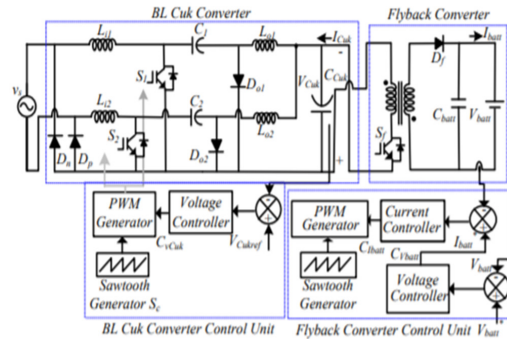 BL Cuk Converter
Flyback Converter
Li1
C1
Lo1
ICuk
Df
Ibatt
S1
Do1
VCuk
CCuk
vs
Li2
C2
Lo2
Cbatt
Vbatt
S2
Do2
Sf
Dn
Dp
-
+
PWM Generator
Voltage Controller
CvCuk
VCukref
Sawtooth Generator Sc
BL Cuk Converter Control Unit
PWM Generator
Current Controller
CIbatt
Ibatt*
CVbatt
Vbatt
Sawtooth Generator
Voltage Controller
Flyback Converter Control Unit
Vbatt*